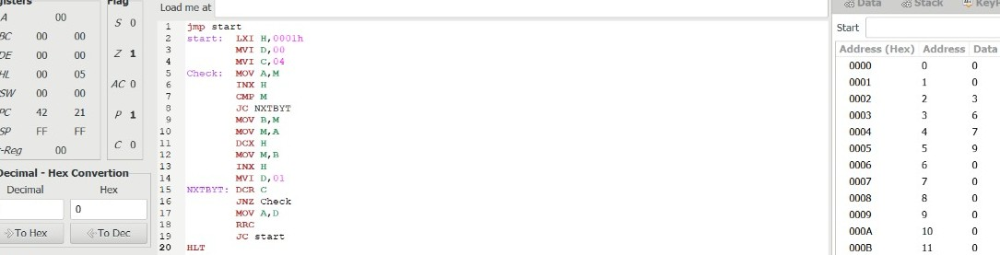 Flag
Load me at
Data Stack
A 00
BC 00 00
DE 00 00
HL 00 05
PSW 00 00
PC 42 21
SP FF FF
-Reg 00
S 0
Z 1
AC 0
P 1
C 0
Decimal - Hex Convertion
Decimal Hex
0
To Hex To Dec
1 jmp start
2 start: LXI H,0001h
3 MVI D,00
4 MVI C,04
5 Check: MOV A,M
6 INX H
7 CMP M
8 JC NXTBYT
9 MOV B,M
10 MOV M,A
11 DCX H
12 MOV M,B
13 INX H
14 MVI D,01
15 NXTBYT: DCR C
16 JNZ Check
17 MOV A,D
18 RRC
19 JC start
20 HLT
Start
Address (Hex) Address Data
0000 0 0
0001 1 0
0002 2 3
0003 3 6
0004 4 7
0005 5 9
0006 6 0
0007 7 0
0008 8 0
0009 9 0
000A 10 0
000B 11 0